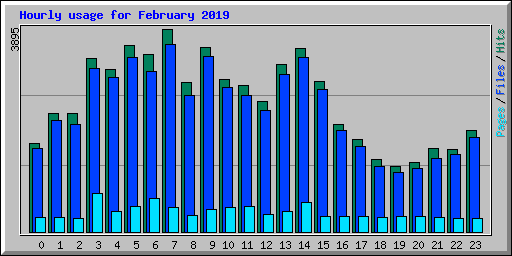 Hourly usage for February 2019
3895
Pages / Files / Hits
0 1 2 3 4 5 6 7 8 9 10 11 12 13 14 15 16 17 18 19 20 21 22 23